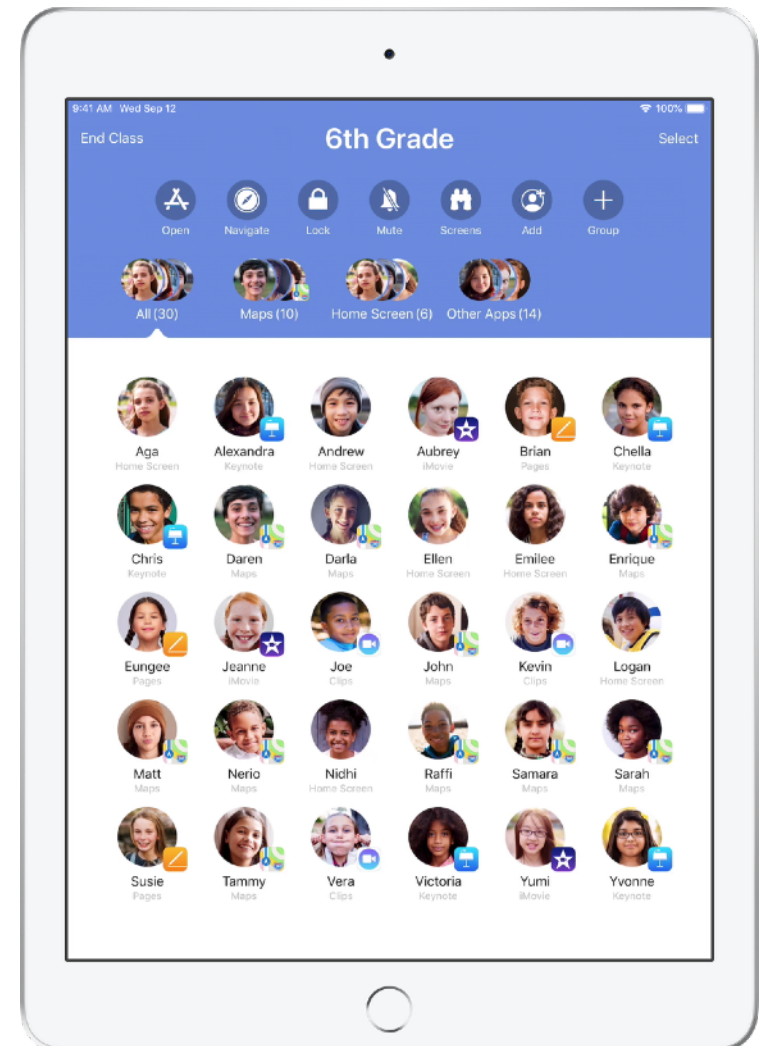 9:41 AM Wed Sep 12 100%
End Class 6th Grade Select
Open Navigate Lock Mute Screens Add Group
All (30) Maps (10) Home Screen (6) Other Apps (14)
Aga Alexandra Andrew Aubrey Brian Chella
Home Screen Keynote Home Screen iMovie Pages Keynote
Chris Daren Darla Ellen Emilee Enrique
Keynote Maps Maps Home Screen Home Screen Maps
Eungee Jeanne Joe John Kevin Logan
Pages iMovie Clips Maps Clips Home Screen
Matt Nerio Nidhi Raffi Samara Sarah
Maps Maps Home Screen Maps Maps Maps
Susie Tammy Vera Victoria Yumi Yvonne
Pages Maps Clips Keynote iMovie Keynote